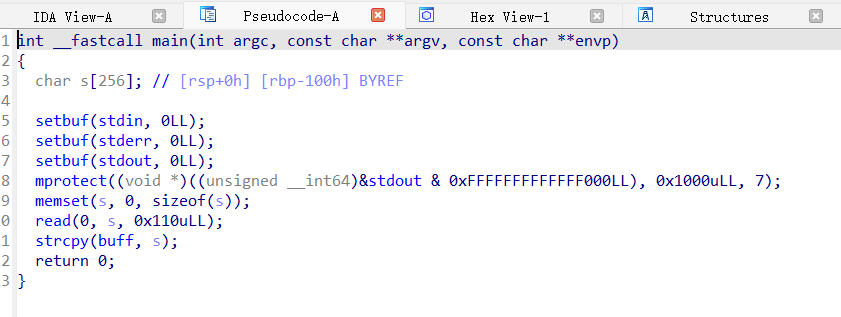 IDA View-A Pseudocode-A Hex View-1 Structures
1 int __fastcall main(int argc, const char **argv, const char **envp)
2 {
3 char s[256]; // [rsp+0h] [rbp-100h] BYREF
4
5 setbuf(stdin, 0LL);
6 setbuf(stderr, 0LL);
7 setbuf(stdout, 0LL);
8 mprotect((void *)((unsigned __int64)&stdout & 0xFFFFFFFFFFFFF000LL), 0x1000uLL, 7);
9 memset(s, 0, sizeof(s));
0 read(0, s, 0x110uLL);
1 strcpy(buff, s);
2 return 0;
3 }